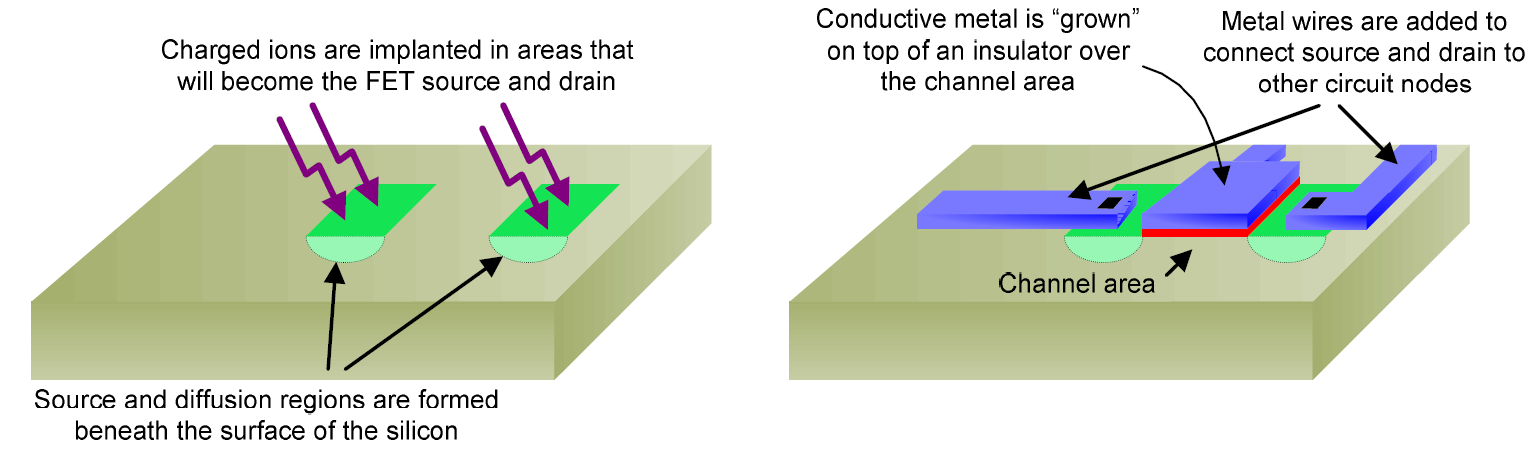 Charged ions are implanted in areas that
will become the FET source and drain
Source and diffusion regions are formed
beneath the surface of the silicon
Conductive metal is “grown”
on top of an insulator over
the channel area
Metal wires are added to
connect source and drain to
other circuit nodes
Channel area